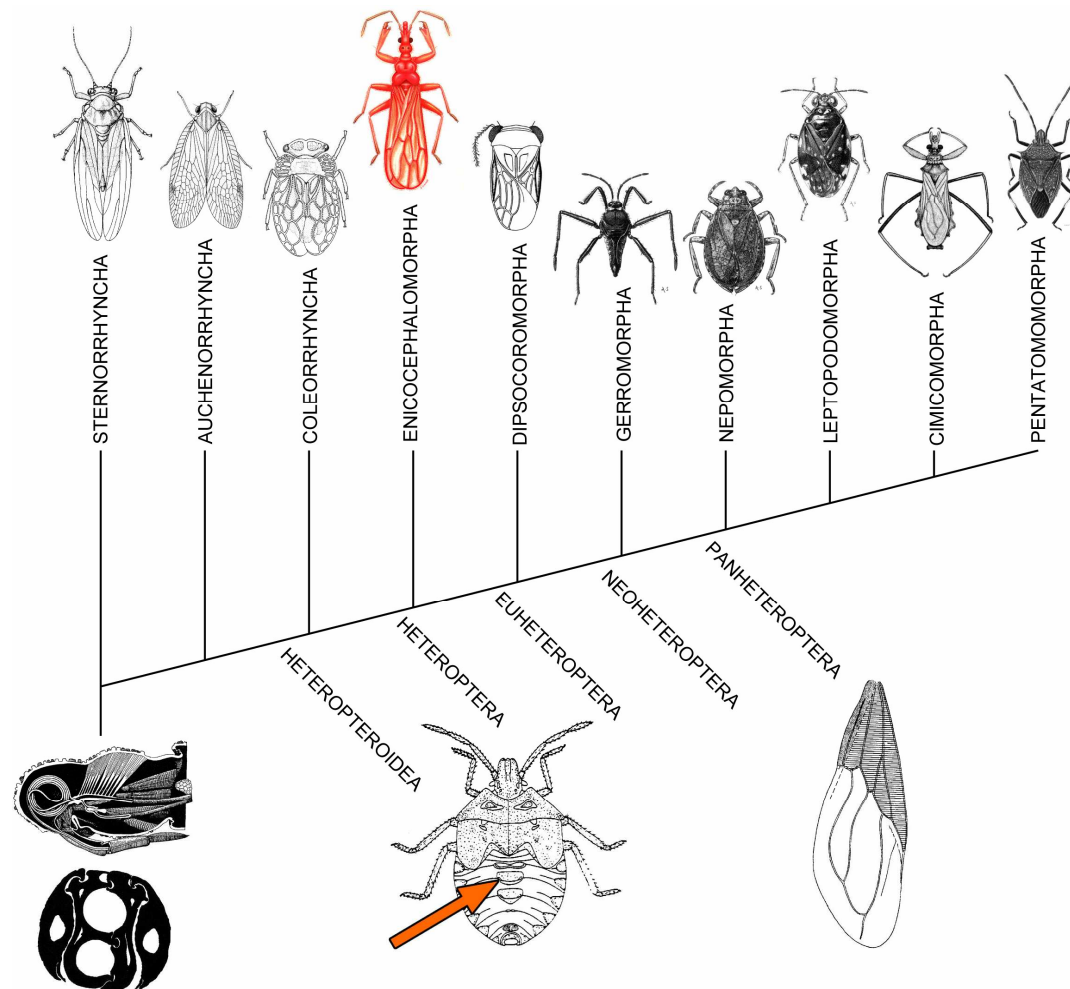 STERNORRHYNCHA
AUCHENORRHYNCHA
COLEORRHYNCHA
ENICOCEPHALOMORPHA
DIPSOCOROMORPHA
GERROMORPHA
NEPOMORPHA
LEPTOPODOMORPHA
CIMICOMORPHA
PENTATOMOMORPHA
HETEROPTEROIDEA
HETEROPTERA
EUHETEROPTERA
NEOHETEROPTERA
PANHETEROPTERA